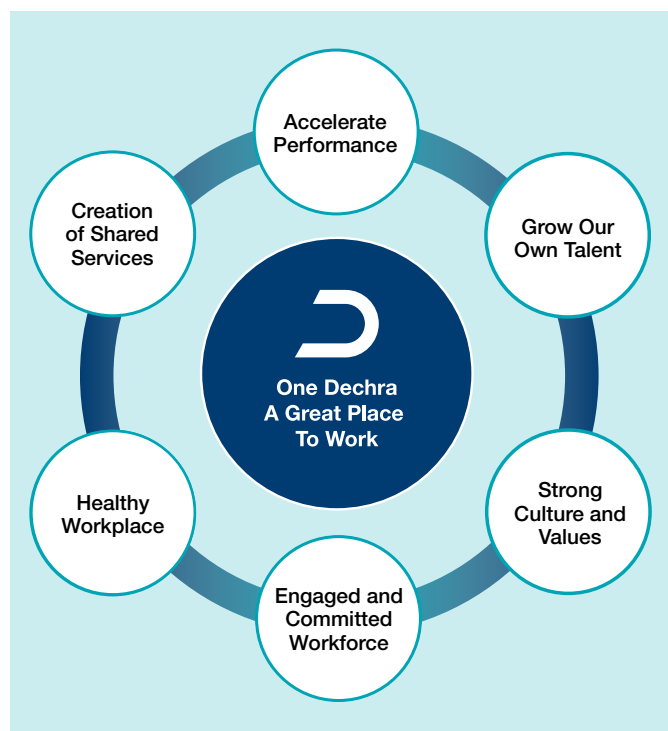 Accelerate
Performance
Grow Our
Own Talent
Strong
Culture and
Values
Engaged and
Committed
Workforce
Healthy
Workplace
Creation
of Shared
Services
One Dechra
A Great Place
To Work